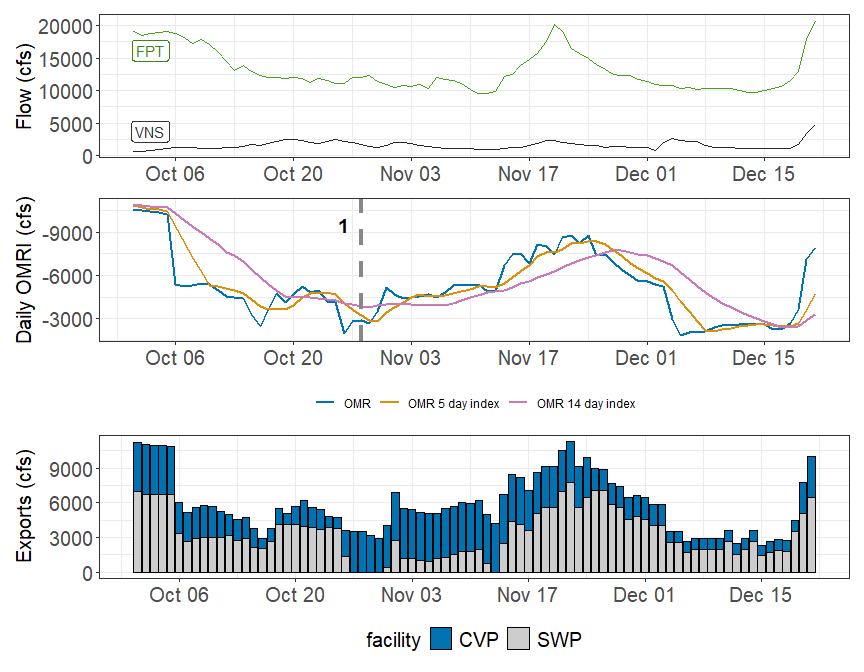 Flow (cfs)
20000
15000
10000
5000
0
FPT
VNS
Oct 06 Oct 20 Nov 03 Nov 17 Dec 01 Dec 15
Daily OMRI (cfs)
-9000
-6000
-3000
1
Oct 06 Oct 20 Nov 03 Nov 17 Dec 01 Dec 15
OMR OMR 5 day index OMR 14 day index
Exports (cfs)
9000
6000
3000
0
Oct 06 Oct 20 Nov 03 Nov 17 Dec 01 Dec 15
facility CVP SWP